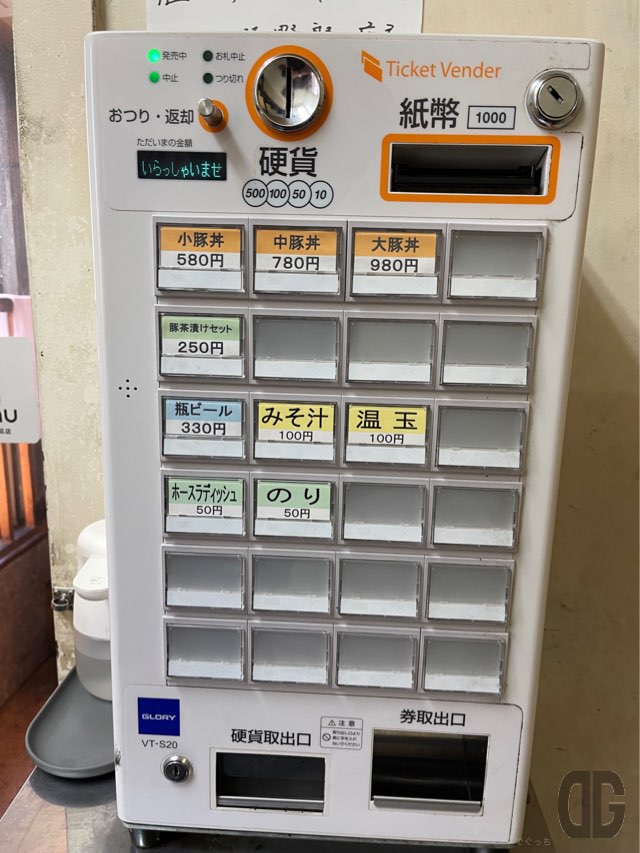 発売中
お札中止
中止
つり切れ
Ticket Vender
おつり・返却
紙幣 1000
ただいまの金額
いらっしゃいませ
硬貨
500 100 50 10
小豚丼
580円
中豚丼
780円
大豚丼
980円
豚茶漬けセット
250円
瓶ビール
330円
みそ汁
100円
温玉
100円
ホースラディッシュ
50円
のり
50円
GLORY
VT-S20
硬貨取出口
注意
券取出口
DG
でぐっち